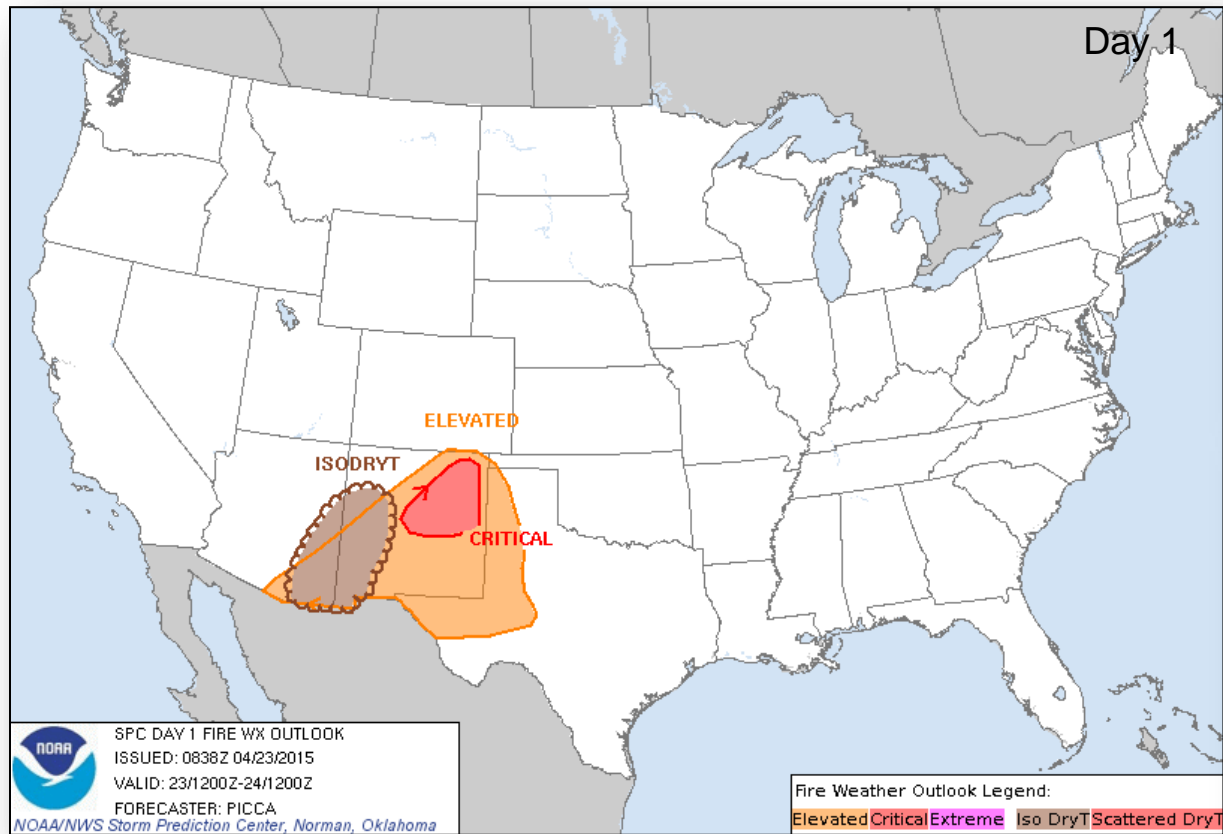 Day 1
ELEVATED
ISODRYT
CRITICAL
NOAA
SPC DAY 1 FIRE WX OUTLOOK
ISSUED: 0838Z 04/23/2015
VALID: 23/1200Z-24/1200Z
FORECASTER: PICCA
NOAA/NWS Storm Prediction Center, Norman, Oklahoma
Fire Weather Outlook Legend:
Elevated Critical Extreme Iso DryT Scattered DryT